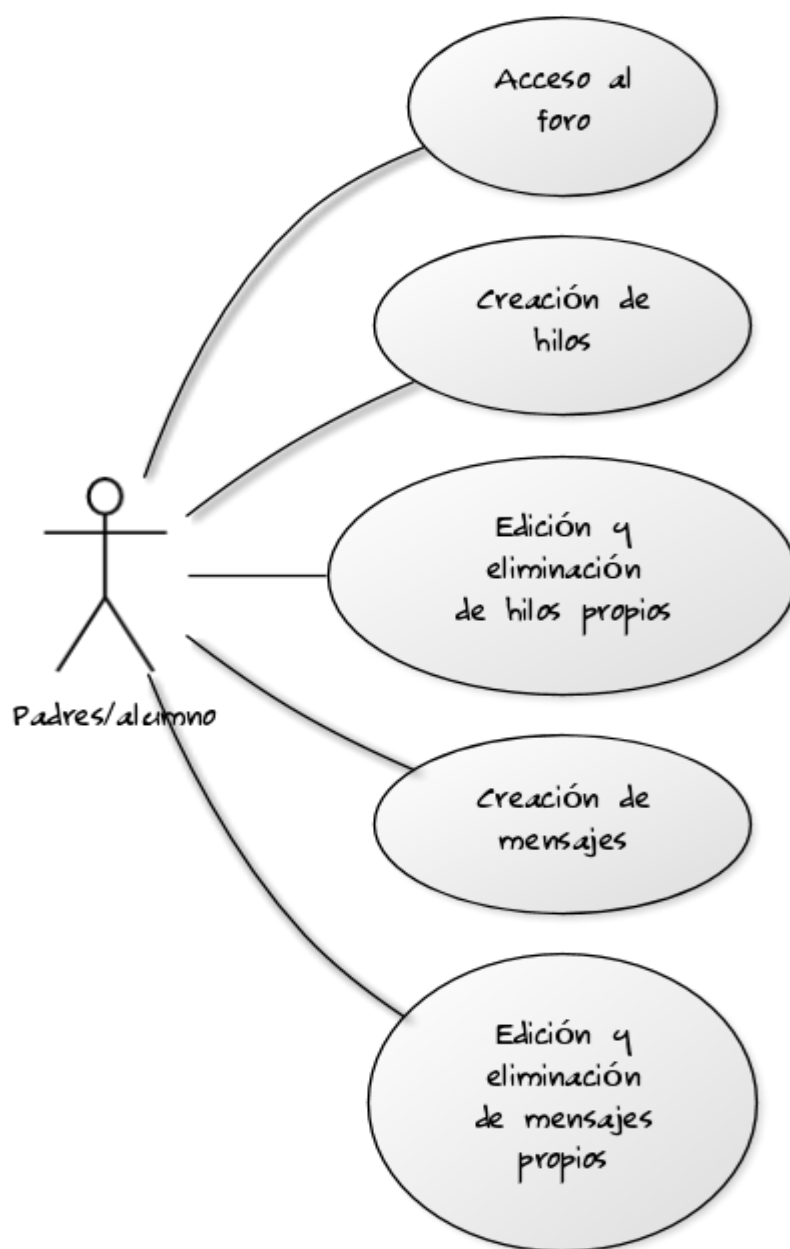 Acceso al
foro
Creación de
hilos
Edición y
eliminación
de hilos propios
Padres/alumno
Creación de
mensajes
Edición y
eliminación
de mensajes
propios